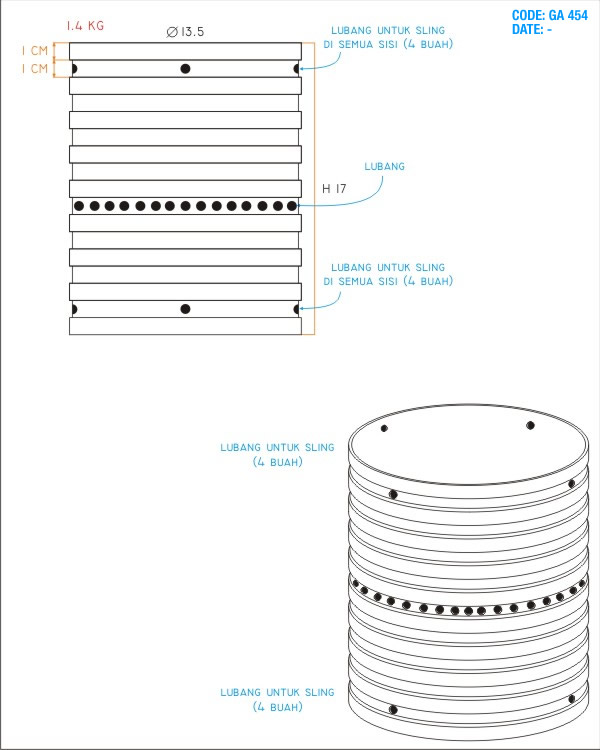 CODE: GA 454
DATE: -
1.4 KG
Ø 13.5
LUBANG UNTUK SLING
DI SEMUA SISI (4 BUAH)
1 CM
1 CM
LUBANG
H 17
LUBANG UNTUK SLING
DI SEMUA SISI (4 BUAH)
LUBANG UNTUK SLING
(4 BUAH)
LUBANG UNTUK SLING
(4 BUAH)